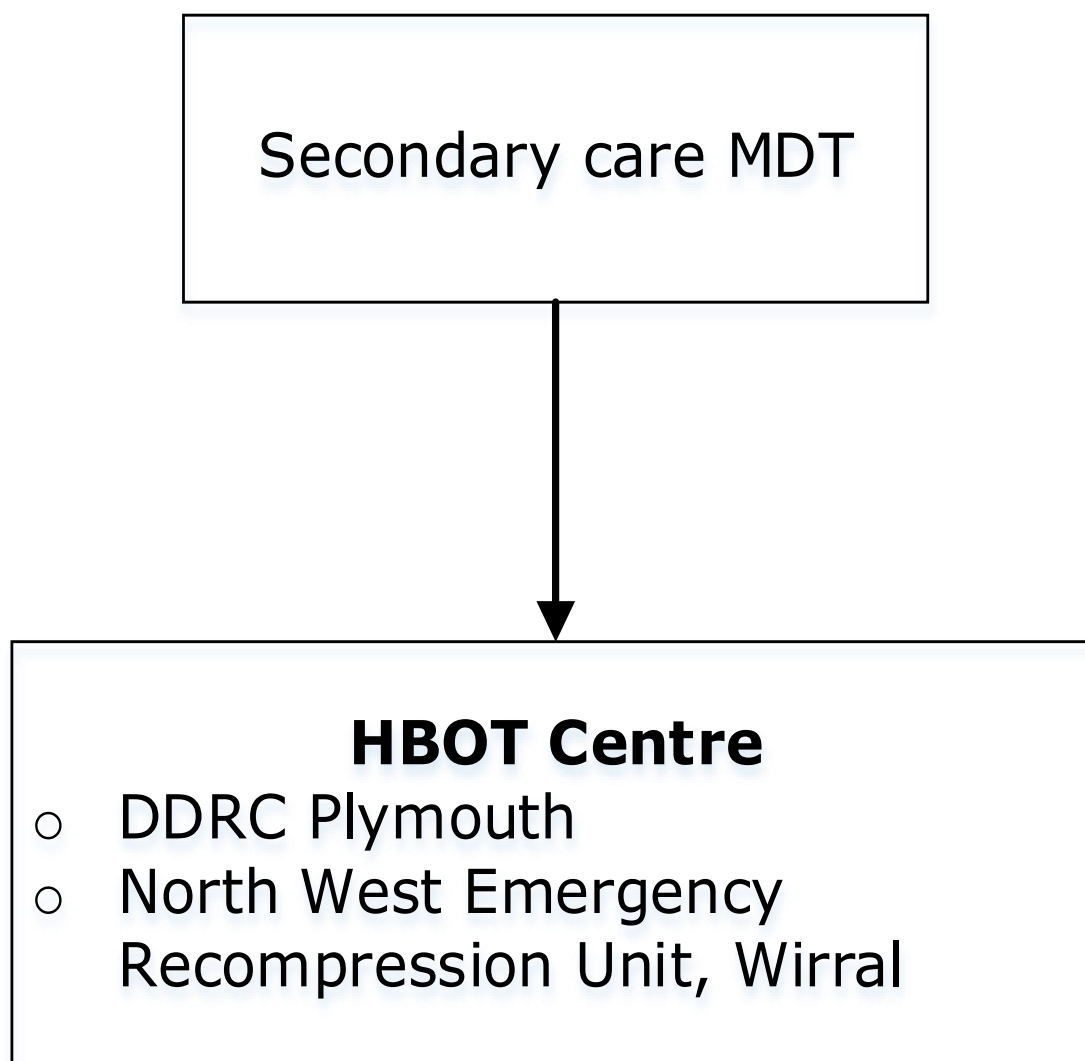 Secondary care MDT
HBOT Centre
○ DDRC Plymouth
○ North West Emergency
Recompression Unit, Wirral